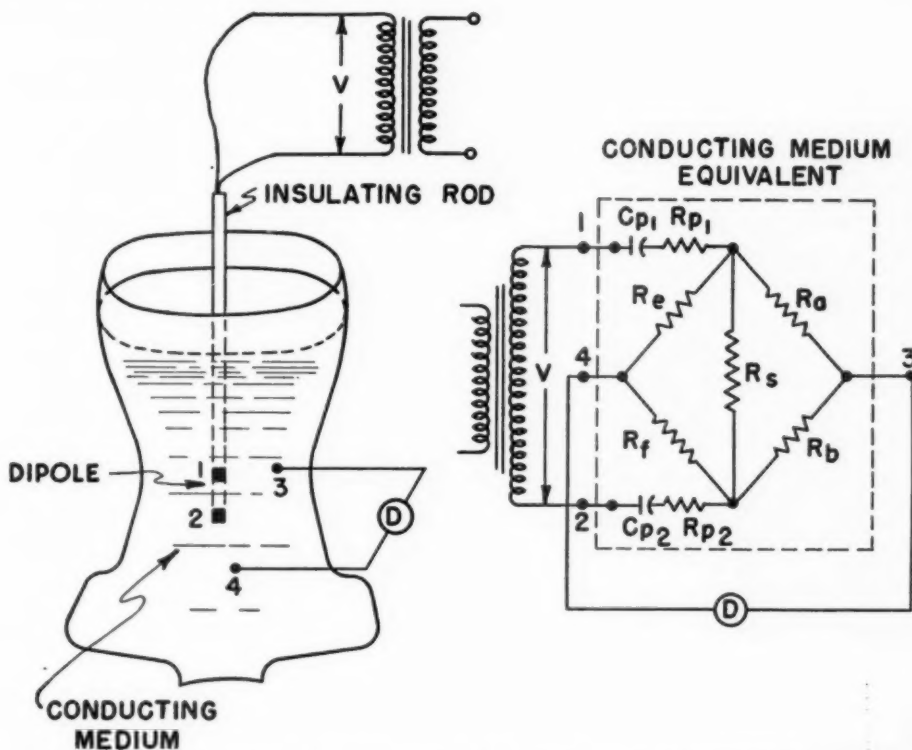 V
INSULATING ROD
DIPOLE
1
2
3
4
D
CONDUCTING
MEDIUM
CONDUCTING MEDIUM
EQUIVALENT
1
Cp1 Rp1
Re
Ra
4
V
Rs
3
Rf
Rb
2
Cp2 Rp2
D